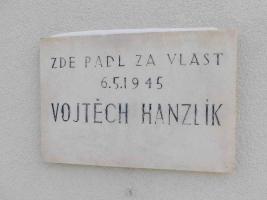 ZDE PADL ZA VLAST
6.5.1945
VOJTĚCH HANZLÍK